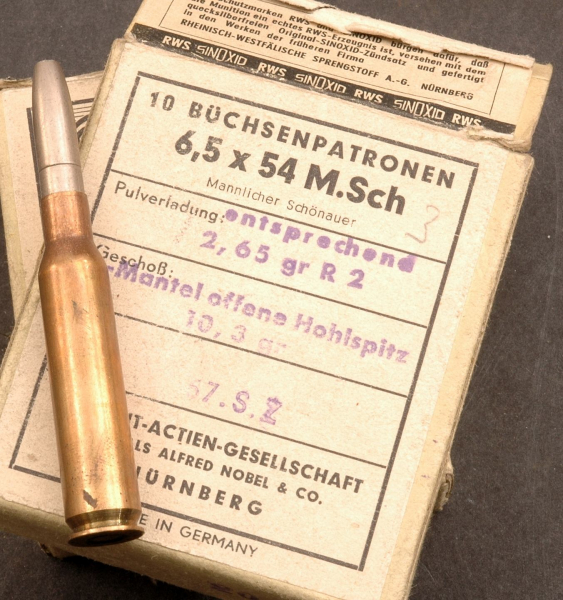 Schutzmarken RWS und SINOXID bürgen dafür, daß
die Munition ein echtes RWS-Erzeugnis ist, versehen mit dem
quecksilberfreien Original-SINOXID-Zündsatz und gefertigt
in den Werken der früheren Firma
RHEINISCH-WESTFÄLISCHE SPRENGSTOFF A.-G. NÜRNBERG
RWS SINOXID RWS SINOXID RWS SINOXID RWS
10 BÜCHSENPATRONEN
6,5 x 54 M.Sch
Mannlicher Schönauer
3
Pulverladung: entsprechend
2,65 gr R 2
Geschoß:
-Mantel offene Hohlspitz
10,3 gr
57.S.Z
T-ACTIEN-GESELLSCHAFT
LS ALFRED NOBEL & CO.
NÜRNBERG
E IN GERMANY